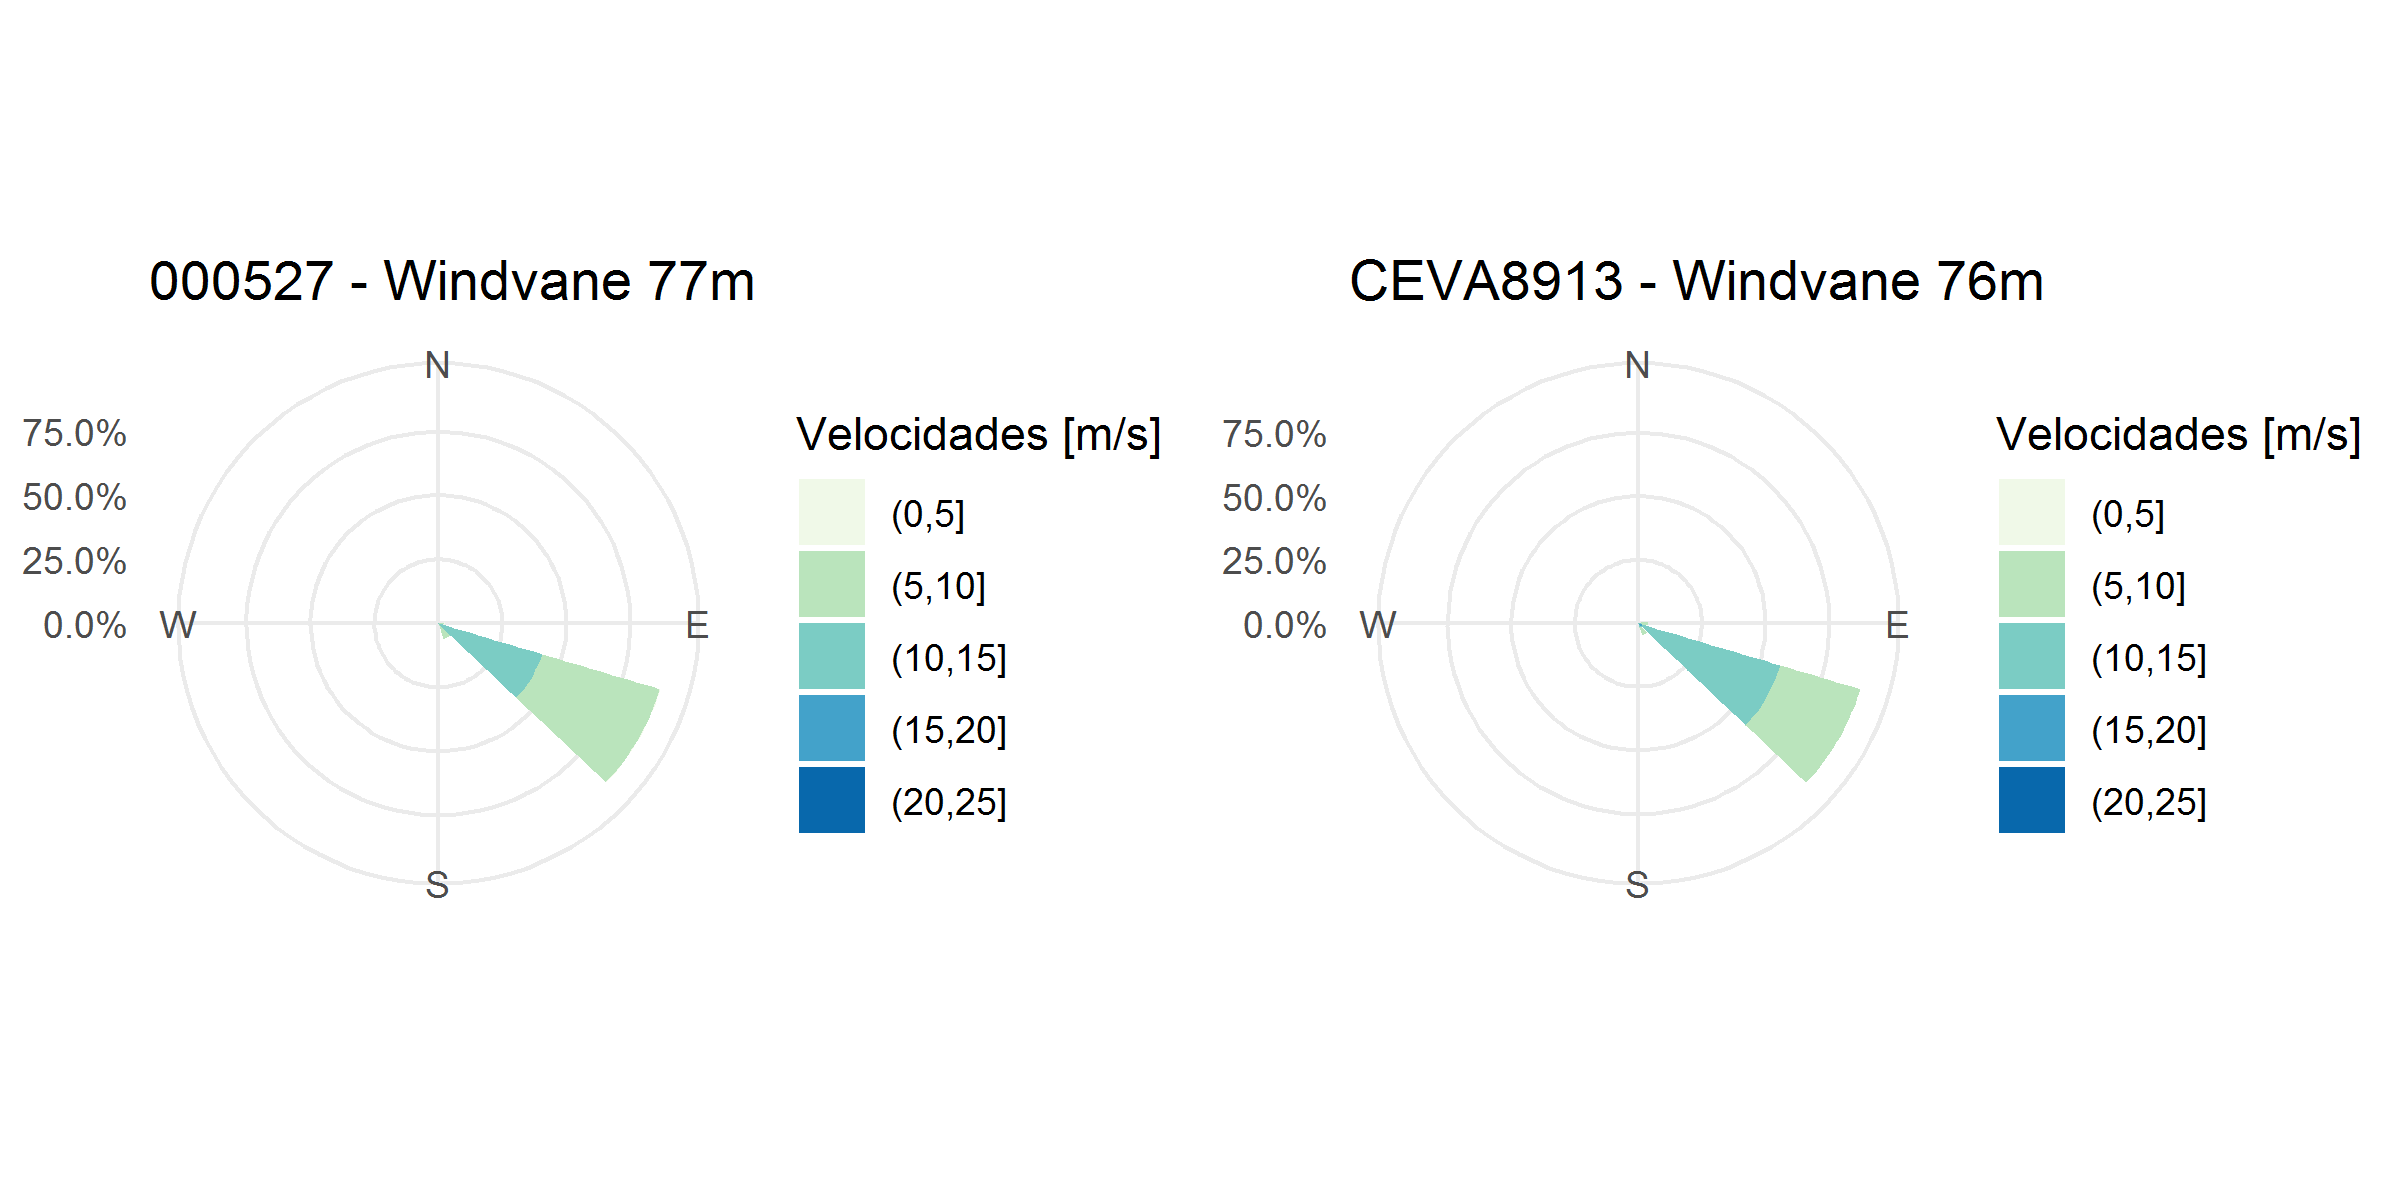 000527 - Windvane 77m
N
75.0%
50.0%
25.0%
0.0%
W
E
S
Velocidades [m/s]
(0,5]
(5,10]
(10,15]
(15,20]
(20,25]
CEVA8913 - Windvane 76m
N
75.0%
50.0%
25.0%
0.0%
W
E
S
Velocidades [m/s]
(0,5]
(5,10]
(10,15]
(15,20]
(20,25]